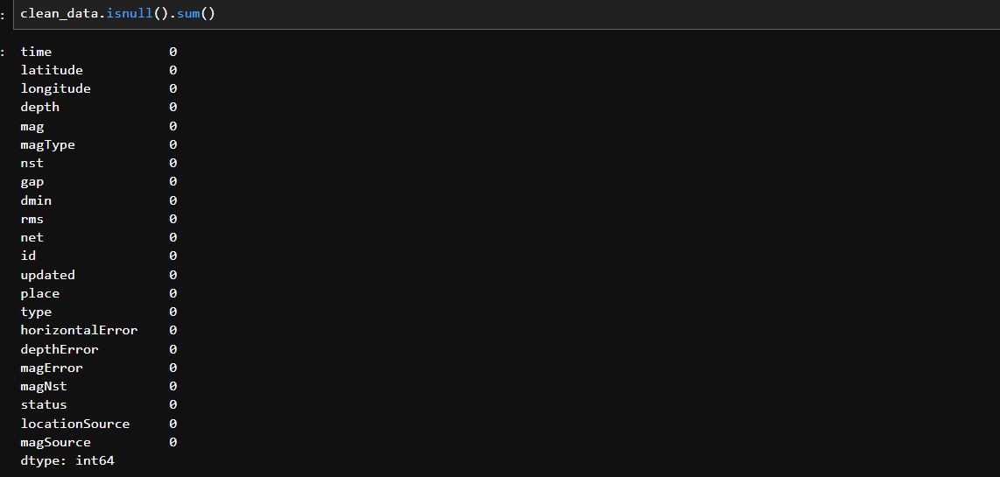 :
clean_data.isnull().sum()
:
time 0
latitude 0
longitude 0
depth 0
mag 0
magType 0
nst 0
gap 0
dmin 0
rms 0
net 0
id 0
updated 0
place 0
type 0
horizontalError 0
depthError 0
magError 0
magNst 0
status 0
locationSource 0
magSource 0
dtype: int64